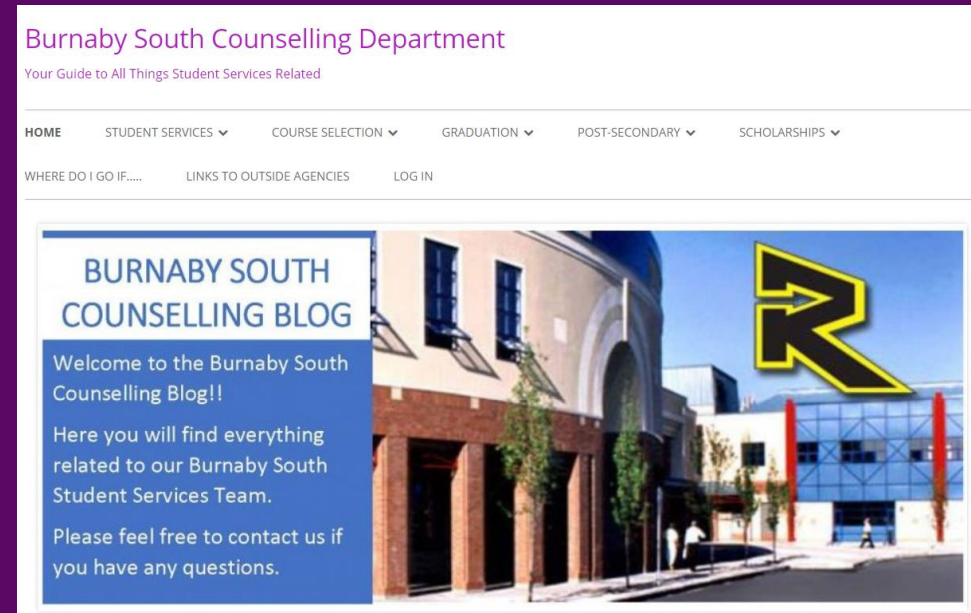 Burnaby South Counselling Department
Your Guide to All Things Student Services Related
HOME STUDENT SERVICES COURSE SELECTION GRADUATION POST-SECONDARY SCHOLARSHIPS
WHERE DO I GO IF..... LINKS TO OUTSIDE AGENCIES LOG IN
BURNABY SOUTH
COUNSELLING BLOG
Welcome to the Burnaby South
Counselling Blog!!
Here you will find everything
related to our Burnaby South
Student Services Team.
Please feel free to contact us if
you have any questions.
R